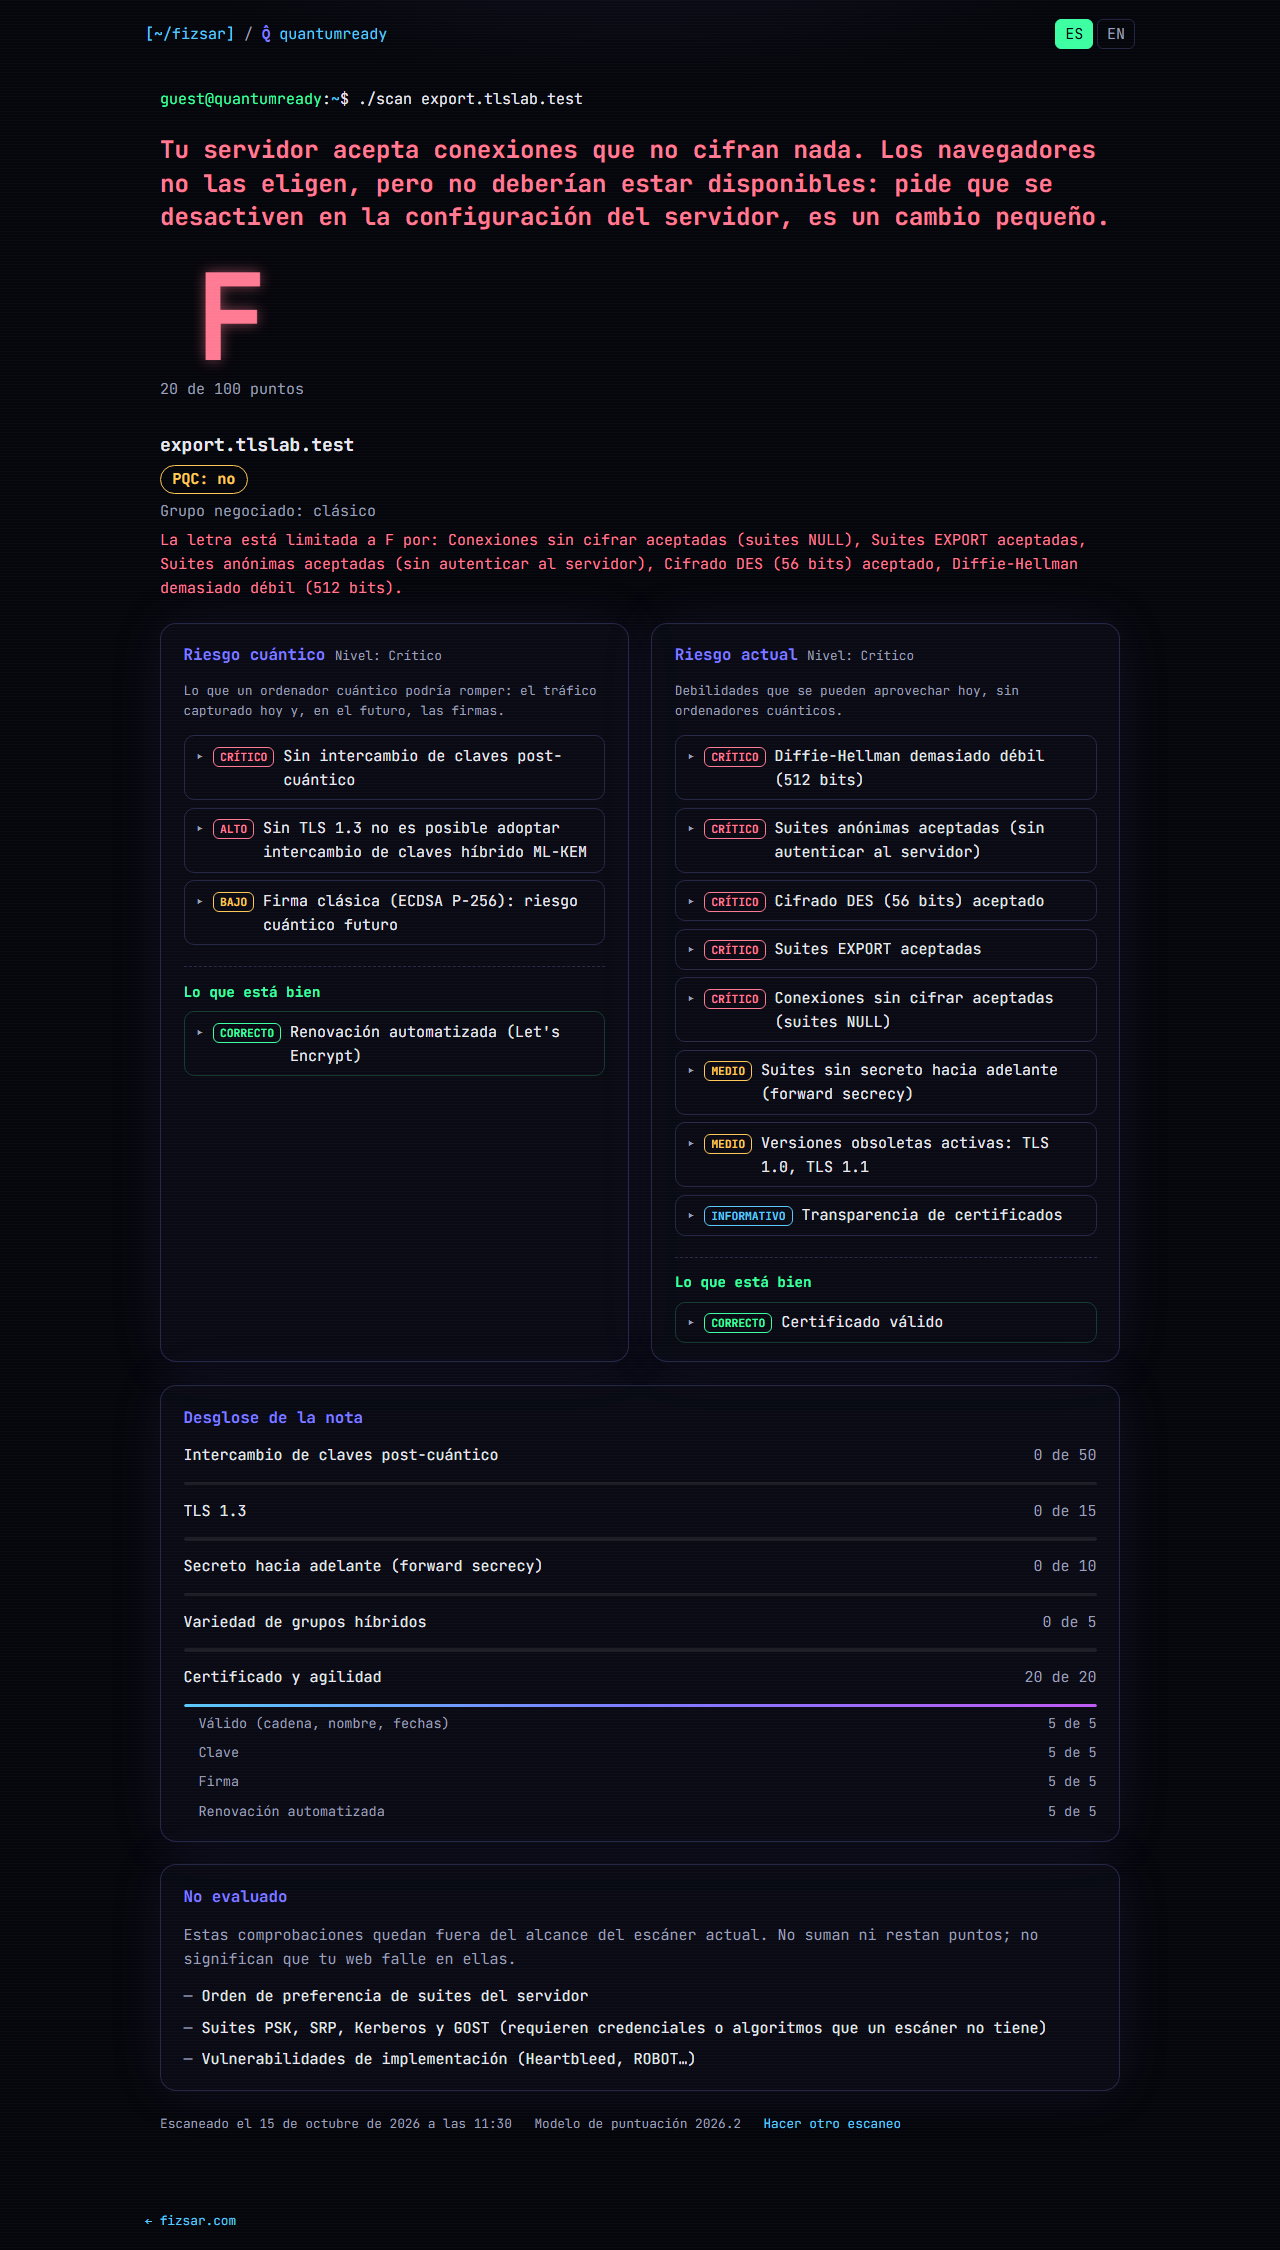 [~/fizsar] / Q̂ quantumready
ES EN
guest@quantumready:~$ ./scan export.tlslab.test
Tu servidor acepta conexiones que no cifran nada. Los navegadores
no las eligen, pero no deberían estar disponibles: pide que se
desactiven en la configuración del servidor, es un cambio pequeño.
F
20 de 100 puntos
export.tlslab.test
PQC: no
Grupo negociado: clásico
La letra está limitada a F por: Conexiones sin cifrar aceptadas (suites NULL), Suites EXPORT aceptadas,
Suites anónimas aceptadas (sin autenticar al servidor), Cifrado DES (56 bits) aceptado, Diffie-Hellman
demasiado débil (512 bits).
Riesgo cuántico Nivel: Crítico
Lo que un ordenador cuántico podría romper: el tráfico
capturado hoy y, en el futuro, las firmas.
▸ CRÍTICO Sin intercambio de claves post-
cuántico
▸ ALTO Sin TLS 1.3 no es posible adoptar
intercambio de claves híbrido ML-KEM
▸ BAJO Firma clásica (ECDSA P-256): riesgo
cuántico futuro
Lo que está bien
▸ CORRECTO Renovación automatizada (Let's
Encrypt)
Riesgo actual Nivel: Crítico
Debilidades que se pueden aprovechar hoy, sin
ordenadores cuánticos.
▸ CRÍTICO Diffie-Hellman demasiado débil
(512 bits)
▸ CRÍTICO Suites anónimas aceptadas (sin
autenticar al servidor)
▸ CRÍTICO Cifrado DES (56 bits) aceptado
▸ CRÍTICO Suites EXPORT aceptadas
▸ CRÍTICO Conexiones sin cifrar aceptadas
(suites NULL)
▸ MEDIO Suites sin secreto hacia adelante
(forward secrecy)
▸ MEDIO Versiones obsoletas activas: TLS
1.0, TLS 1.1
▸ INFORMATIVO Transparencia de certificados
Lo que está bien
▸ CORRECTO Certificado válido
Desglose de la nota
Intercambio de claves post-cuántico 0 de 50
TLS 1.3 0 de 15
Secreto hacia adelante (forward secrecy) 0 de 10
Variedad de grupos híbridos 0 de 5
Certificado y agilidad 20 de 20
Válido (cadena, nombre, fechas) 5 de 5
Clave 5 de 5
Firma 5 de 5
Renovación automatizada 5 de 5
No evaluado
Estas comprobaciones quedan fuera del alcance del escáner actual. No suman ni restan puntos; no
significan que tu web falle en ellas.
— Orden de preferencia de suites del servidor
— Suites PSK, SRP, Kerberos y GOST (requieren credenciales o algoritmos que un escáner no tiene)
— Vulnerabilidades de implementación (Heartbleed, ROBOT…)
Escaneado el 15 de octubre de 2026 a las 11:30 Modelo de puntuación 2026.2 Hacer otro escaneo
← fizsar.com